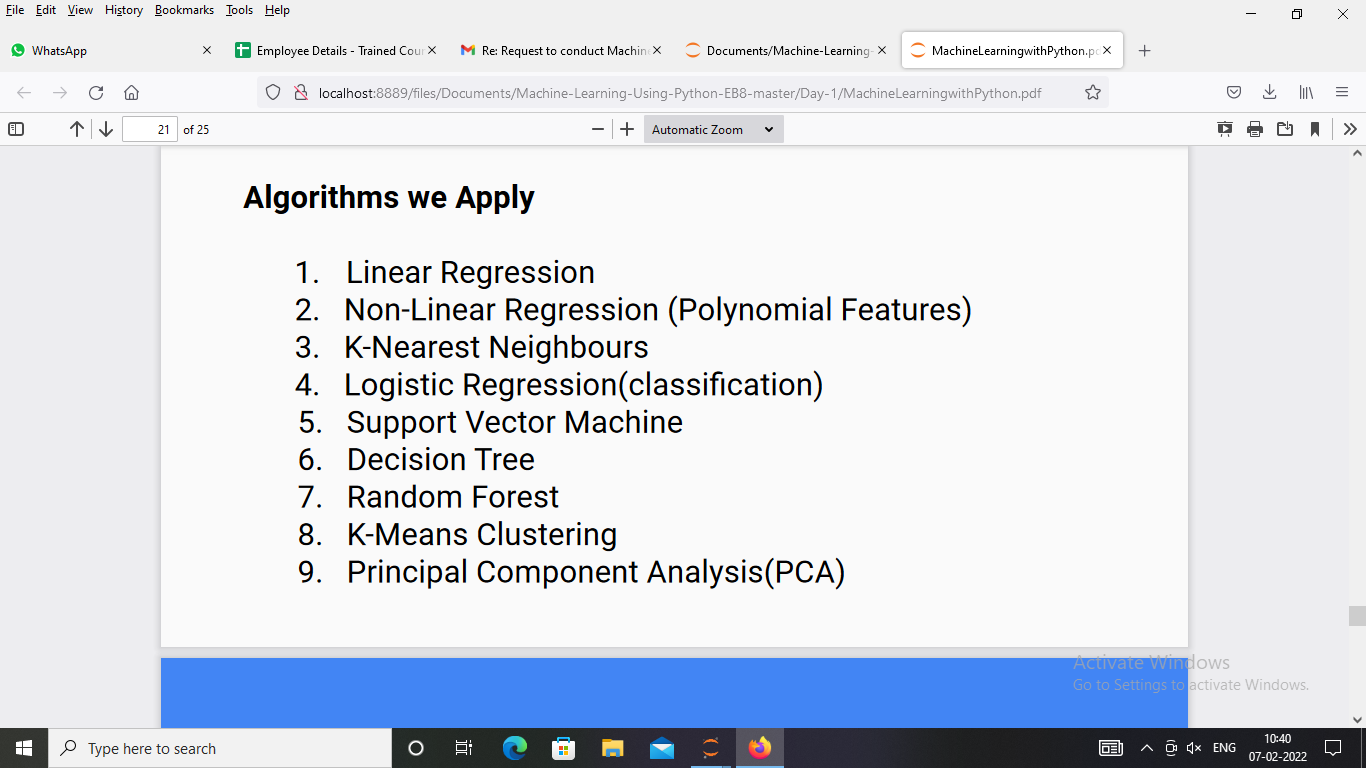 File Edit View History Bookmarks Tools Help
WhatsApp
Employee Details - Trained Cour
Re: Request to conduct Machine
Documents/Machine-Learning-
MachineLearningwithPython.pd
localhost:8889/files/Documents/Machine-Learning-Using-Python-EB8-master/Day-1/MachineLearningwithPython.pdf
21 of 25
Automatic Zoom
Algorithms we Apply
1. Linear Regression
2. Non-Linear Regression (Polynomial Features)
3. K-Nearest Neighbours
4. Logistic Regression(classification)
5. Support Vector Machine
6. Decision Tree
7. Random Forest
8. K-Means Clustering
9. Principal Component Analysis(PCA)
Activate Windows
Go to Settings to activate Windows.
Type here to search
ENG
10:40
07-02-2022